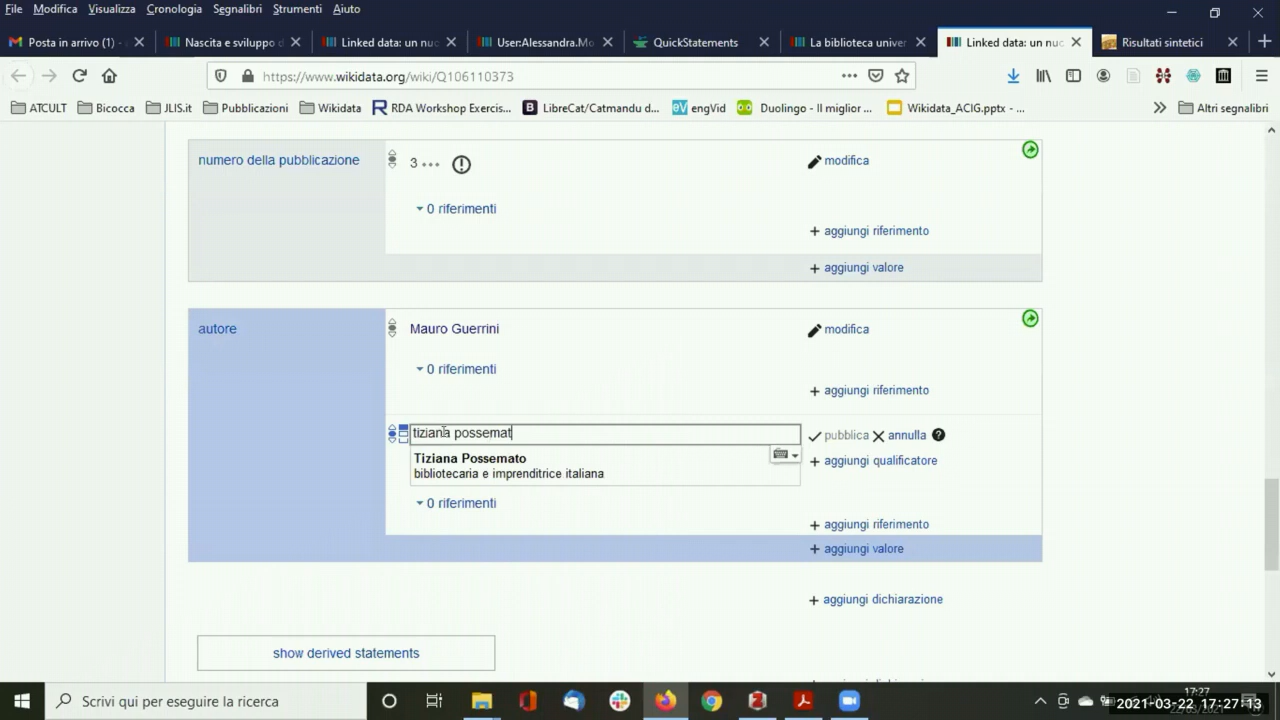 File Modifica Visualizza Cronologia Segnalibri Strumenti Aiuto
Posta in arrivo (1) - Nascita e sviluppo d Linked data: un nuo User:Alessandra.Mo QuickStatements La biblioteca univer Linked data: un nuo Risultati sintetici
https://www.wikidata.org/wiki/Q106110373
ATCULT Bicocca JLIS.it Pubblicazioni Wikidata RDA Workshop Exercis... LibreCat/Catmandu d... eV engVid Duolingo - Il miglior ... Wikidata_ACIG.pptx - ... Altri segnalibri
numero della pubblicazione
3
modifica
0 riferimenti
+ aggiungi riferimento
+ aggiungi valore
autore
Mauro Guerrini
modifica
0 riferimenti
+ aggiungi riferimento
tiziana possemat
pubblica annulla ?
Tiziana Possemato
bibliotecaria e imprenditrice italiana
+ aggiungi qualificatore
0 riferimenti
+ aggiungi riferimento
+ aggiungi valore
+ aggiungi dichiarazione
show derived statements
Scrivi qui per eseguire la ricerca
17:27
2021-03-22 17:27:13